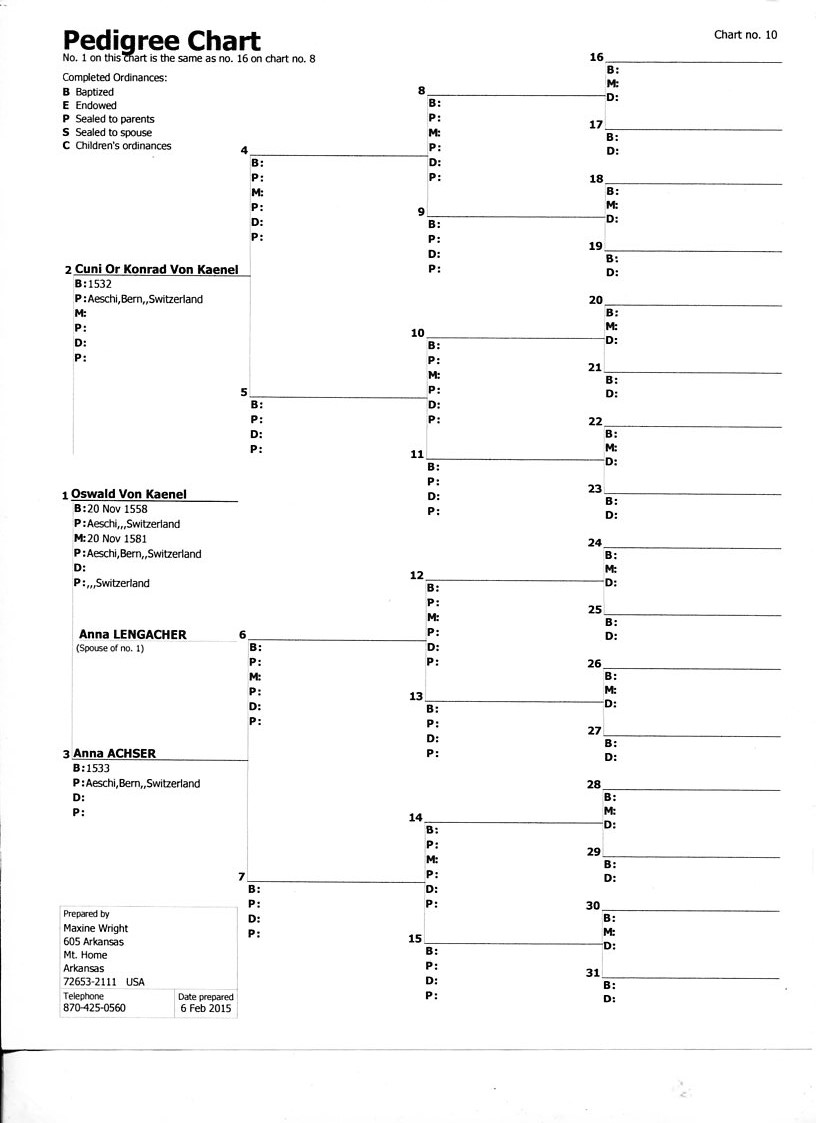 Pedigree Chart
No. 1 on this chart is the same as no. 16 on chart no. 8
Chart no. 10
Completed Ordinances:
B Baptized
E Endowed
P Sealed to parents
S Sealed to spouse
C Children's ordinances
2 Cuni Or Konrad Von Kaenel
B:1532
P:Aeschi,Bern,,Switzerland
M:
P:
D:
P:
1 Oswald Von Kaenel
B:20 Nov 1558
P:Aeschi,,,Switzerland
M:20 Nov 1581
P:Aeschi,Bern,,Switzerland
D:
P:,,,Switzerland
Anna LENGACHER
(Spouse of no. 1)
3 Anna ACHSER
B:1533
P:Aeschi,Bern,,Switzerland
D:
P:
Prepared by
Maxine Wright
605 Arkansas
Mt. Home
Arkansas
72653-2111 USA
Telephone
870-425-0560
Date prepared
6 Feb 2015
4
B:
P:
M:
P:
D:
P:
5
B:
P:
D:
P:
6
B:
P:
M:
P:
D:
P:
7
B:
P:
D:
P:
8
B:
P:
M:
P:
D:
P:
9
B:
P:
D:
P:
10
B:
P:
M:
P:
D:
P:
11
B:
P:
D:
P:
12
B:
P:
M:
P:
D:
P:
13
B:
P:
D:
P:
14
B:
P:
M:
P:
D:
P:
15
B:
P:
D:
P:
16
B:
M:
D:
17
B:
D:
18
B:
M:
D:
19
B:
D:
20
B:
M:
D:
21
B:
D:
22
B:
M:
D:
23
B:
D:
24
B:
M:
D:
25
B:
D:
26
B:
M:
D:
27
B:
D:
28
B:
M:
D:
29
B:
D:
30
B:
M:
D:
31
B:
D: